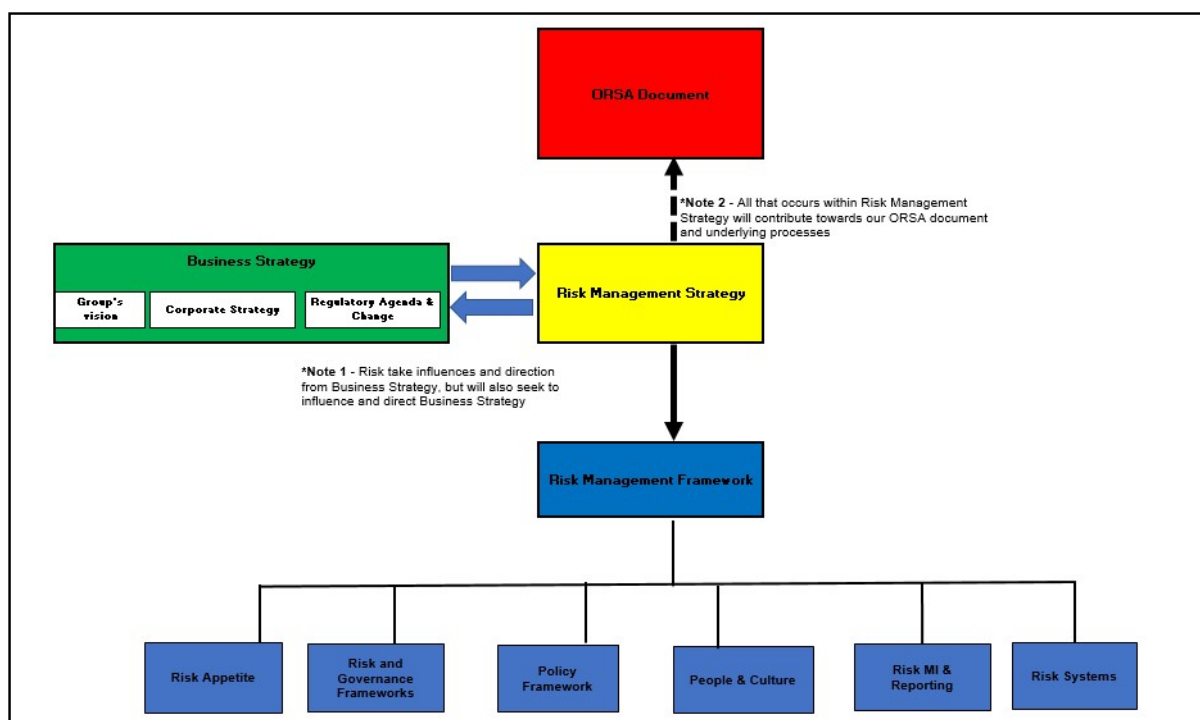 ORSA Document
*Note 2 - All that occurs within Risk Management
Strategy will contribute towards our ORSA document
and underlying processes
Business Strategy
Group's
vision
Corporate Strategy
Regulatory Agenda &
Change
Risk Management Strategy
*Note 1 - Risk take influences and direction
from Business Strategy, but will also seek to
influence and direct Business Strategy
Risk Management Framework
Risk Appetite
Risk and
Governance
Frameworks
Policy
Framework
People & Culture
Risk MI &
Reporting
Risk Systems